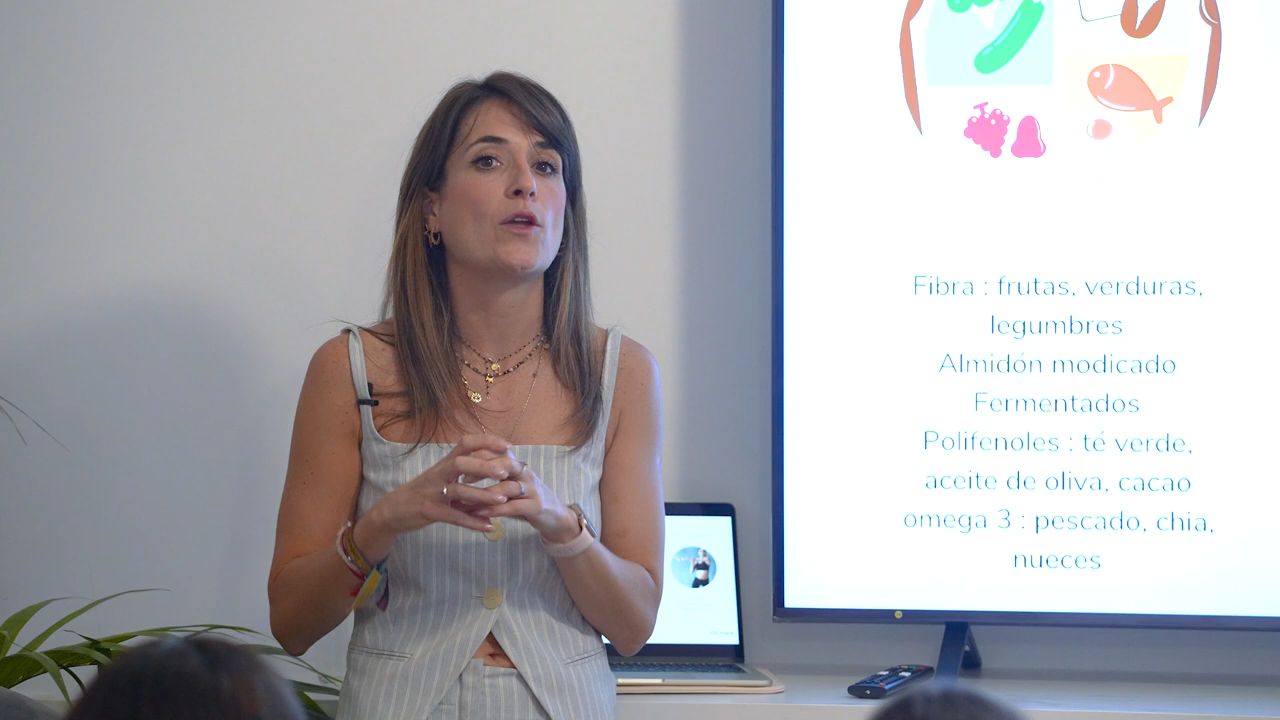 Fibra : frutas, verduras,
legumbres
Almidón modicado
Fermentados
Polifenoles : té verde,
aceite de oliva, cacao
omega 3 : pescado, chia,
nueces